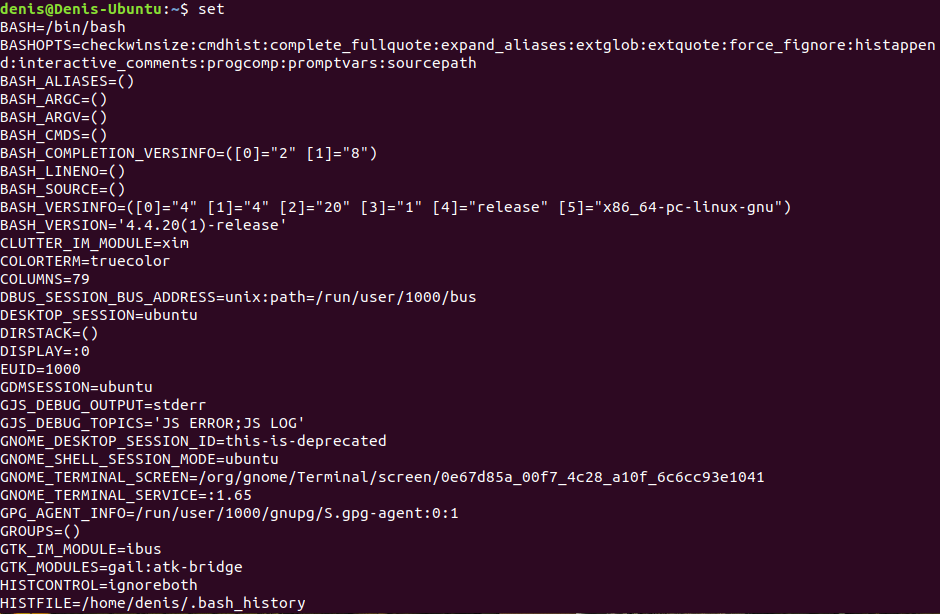 denis@Denis-Ubuntu:~$ set
BASH=/bin/bash
BASHOPTS=checkwinsize:cmdhist:complete_fullquote:expand_aliases:extglob:extquote:force_fignore:histappen
d:interactive_comments:progcomp:promptvars:sourcepath
BASH_ALIASES=()
BASH_ARGC=()
BASH_ARGV=()
BASH_CMDS=()
BASH_COMPLETION_VERSINFO=([0]="2" [1]="8")
BASH_LINENO=()
BASH_SOURCE=()
BASH_VERSINFO=([0]="4" [1]="4" [2]="20" [3]="1" [4]="release" [5]="x86_64-pc-linux-gnu")
BASH_VERSION='4.4.20(1)-release'
CLUTTER_IM_MODULE=xim
COLORTERM=truecolor
COLUMNS=79
DBUS_SESSION_BUS_ADDRESS=unix:path=/run/user/1000/bus
DESKTOP_SESSION=ubuntu
DIRSTACK=()
DISPLAY=:0
EUID=1000
GDMSESSION=ubuntu
GJS_DEBUG_OUTPUT=stderr
GJS_DEBUG_TOPICS='JS ERROR;JS LOG'
GNOME_DESKTOP_SESSION_ID=this-is-deprecated
GNOME_SHELL_SESSION_MODE=ubuntu
GNOME_TERMINAL_SCREEN=/org/gnome/Terminal/screen/0e67d85a_00f7_4c28_a10f_6c6cc93e1041
GNOME_TERMINAL_SERVICE=:1.65
GPG_AGENT_INFO=/run/user/1000/gnupg/S.gpg-agent:0:1
GROUPS=()
GTK_IM_MODULE=ibus
GTK_MODULES=gail:atk-bridge
HISTCONTROL=ignoreboth
HISTFILE=/home/denis/.bash_history